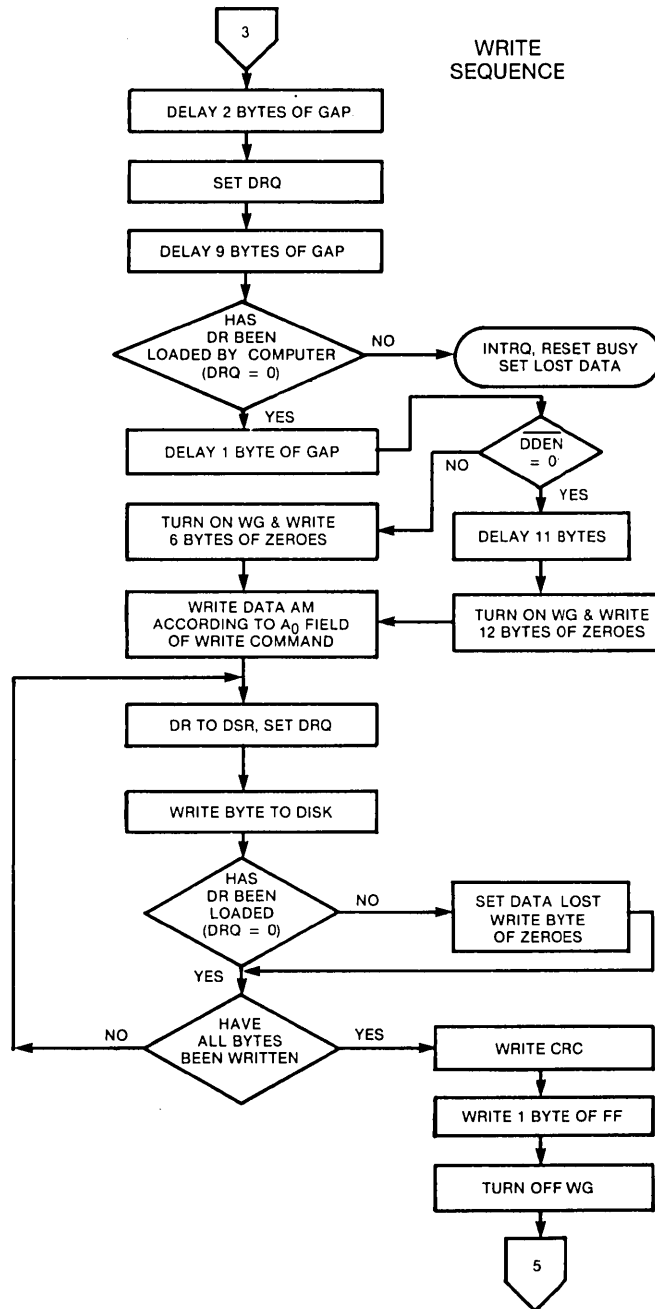 3
WRITE
SEQUENCE
DELAY 2 BYTES OF GAP
SET DRQ
DELAY 9 BYTES OF GAP
HAS
DR BEEN
LOADED BY COMPUTER
(DRQ = 0)
NO
INTRQ, RESET BUSY
SET LOST DATA
YES
DELAY 1 BYTE OF GAP
DDEN
= 0
NO
YES
TURN ON WG & WRITE
6 BYTES OF ZEROES
DELAY 11 BYTES
WRITE DATA AM
ACCORDING TO A0 FIELD
OF WRITE COMMAND
TURN ON WG & WRITE
12 BYTES OF ZEROES
DR TO DSR, SET DRQ
WRITE BYTE TO DISK
HAS
DR BEEN
LOADED
(DRQ = 0)
NO
SET DATA LOST
WRITE BYTE
OF ZEROES
YES
HAVE
ALL BYTES
BEEN WRITTEN
NO
YES
WRITE CRC
WRITE 1 BYTE OF FF
TURN OFF WG
5